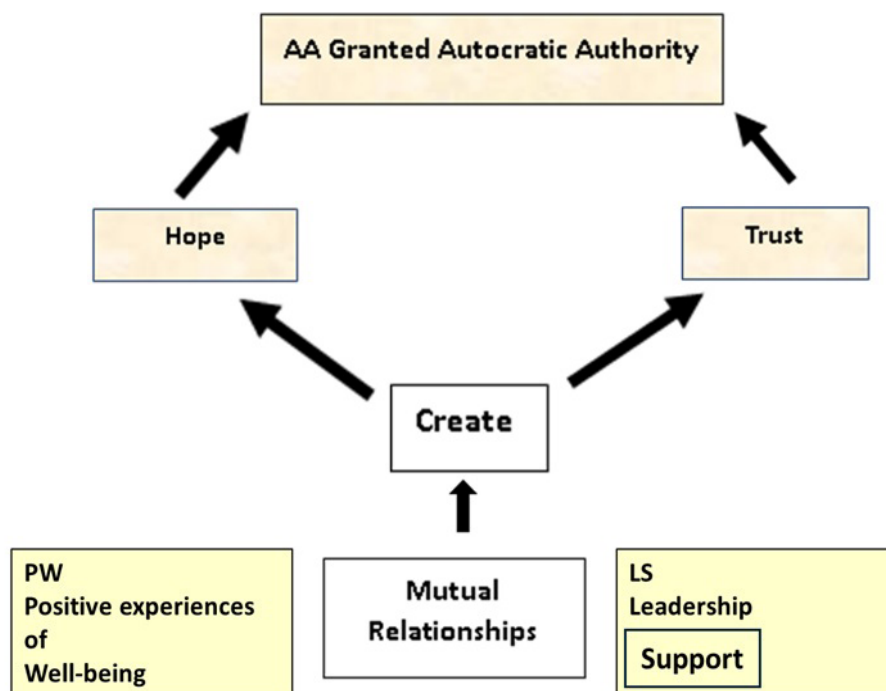 AA Granted Autocratic Authority
Hope
Trust
Create
PW
Positive experiences
of
Well-being
Mutual
Relationships
LS
Leadership
Support